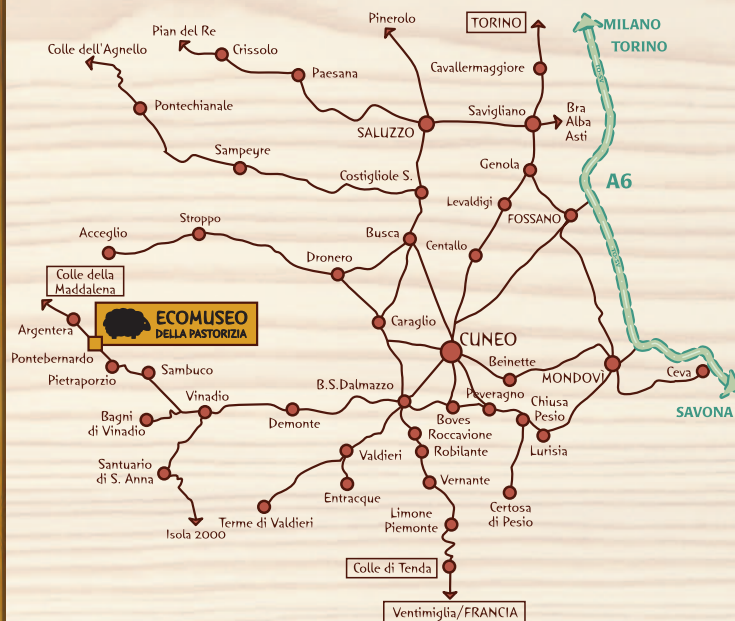 Pinerolo
TORINO
MILANO
TORINO
Pian del Re
Colle dell'Agnello
Crissolo
Paesana
Cavallermaggiore
Pontechianale
Savigliano
Bra
Alba
Asti
SALUZZO
Sampeyre
Genola
Costigliole S.
A6
Levaldigi
FOSSANO
Stroppo
Acceglio
Busca
Centallo
Dronero
Colle della
Maddalena
ECOMUSEO
DELLA PASTORIZIA
Argentera
Caraglio
CUNEO
Pontebernardo
Beinette
Pietraporzio
Sambuco
MONDOVÌ
Ceva
B.S.Dalmazzo
Vinadio
Peveragno
SAVONA
Bagni
di Vinadio
Demonte
Boves
Chiusa
Pesio
Roccavione
Lurisia
Valdieri
Robilante
Santuario
di S. Anna
Vernante
Entracque
Certosa
di Pesio
Limone
Piemonte
Terme di Valdieri
Isola 2000
Colle di Tenda
Ventimiglia/FRANCIA